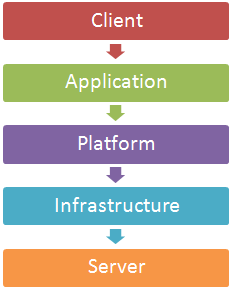 Client
Application
Platform
Infrastructure
Server